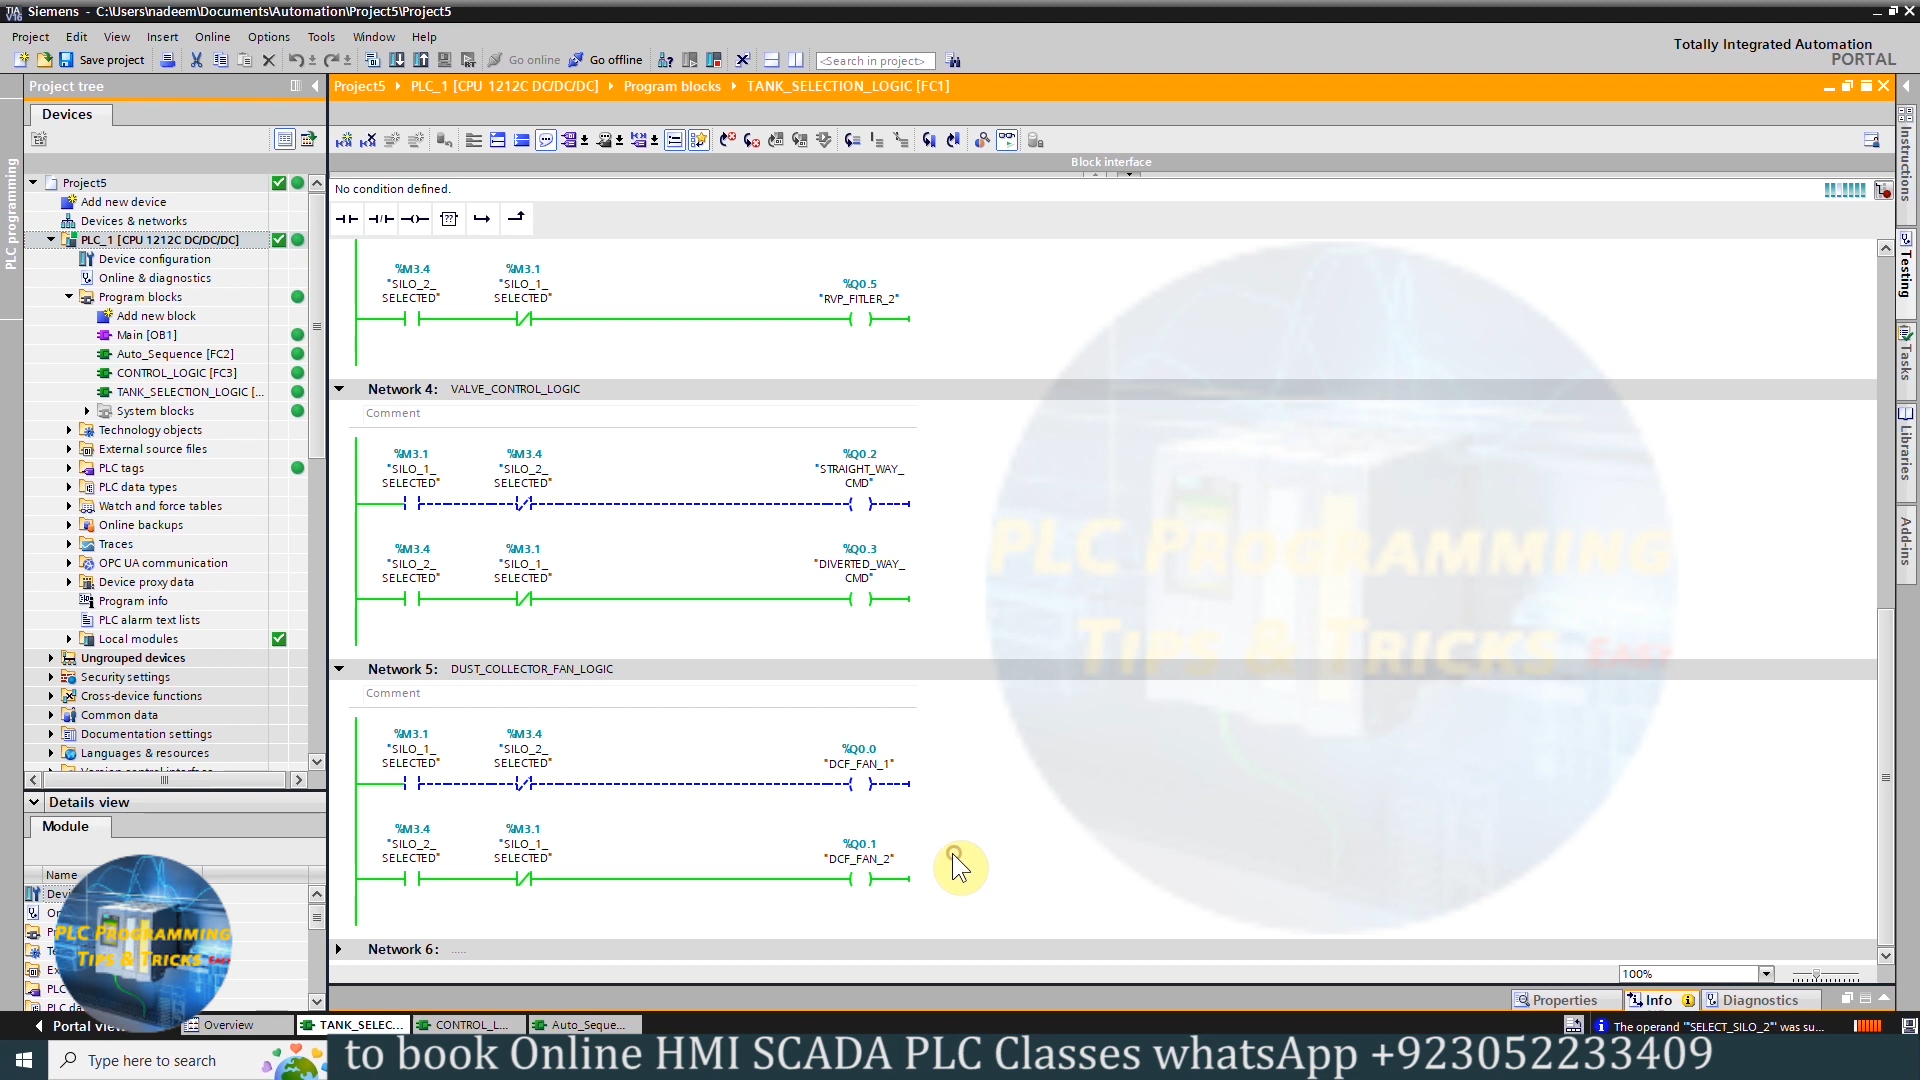 Siemens - C:\Users\nadeem\Documents\Automation\Project5\Project5
Project Edit View Insert Online Options Tools Window Help
Totally Integrated Automation
PORTAL
Save project
Go online
Go offline
<Search in project>
Project tree
Project5 PLC_1 [CPU 1212C DC/DC/DC] Program blocks TANK_SELECTION_LOGIC [FC1]
Devices
Block interface
No condition defined.
PLC programming
Project5
Add new device
Devices & networks
PLC_1 [CPU 1212C DC/DC/DC]
Device configuration
Online & diagnostics
Program blocks
Add new block
Main [OB1]
Auto_Sequence [FC2]
CONTROL_LOGIC [FC3]
TANK_SELECTION_LOGIC [...
System blocks
Technology objects
External source files
PLC tags
PLC data types
Watch and force tables
Online backups
Traces
OPC UA communication
Device proxy data
Program info
PLC alarm text lists
Local modules
Ungrouped devices
Security settings
Cross-device functions
Common data
Documentation settings
Languages & resources
Version control interface
Details view
Module
Name
%M3.4 %M3.1
"SILO_2_ "SILO_1_ %Q0.5
SELECTED" SELECTED" "RVP_FITLER_2"
Network 4: VALVE_CONTROL_LOGIC
Comment
%M3.1 %M3.4 %Q0.2
"SILO_1_ "SILO_2_ "STRAIGHT_WAY_
SELECTED" SELECTED" CMD"
%M3.4 %M3.1 %Q0.3
"SILO_2_ "SILO_1_ "DIVERTED_WAY_
SELECTED" SELECTED" CMD"
Network 5: DUST_COLLECTOR_FAN_LOGIC
Comment
%M3.1 %M3.4
"SILO_1_ "SILO_2_ %Q0.0
SELECTED" SELECTED" "DCF_FAN_1"
%M3.4 %M3.1
"SILO_2_ "SILO_1_ %Q0.1
SELECTED" SELECTED" "DCF_FAN_2"
Network 6: .....
PLC PROGRAMMING
TIPS & TRICKS EASY
PLC PROGRAMMING
TIPS & TRICKS EASY
Instructions
Testing
Tasks
Libraries
Add-ins
100%
Properties Info Diagnostics
Portal view Overview TANK_SELEC... CONTROL_L... Auto_Seque...
The operand '"SELECT_SILO_2"' was su...
Type here to search
to book Online HMI SCADA PLC Classes whatsApp +923052233409